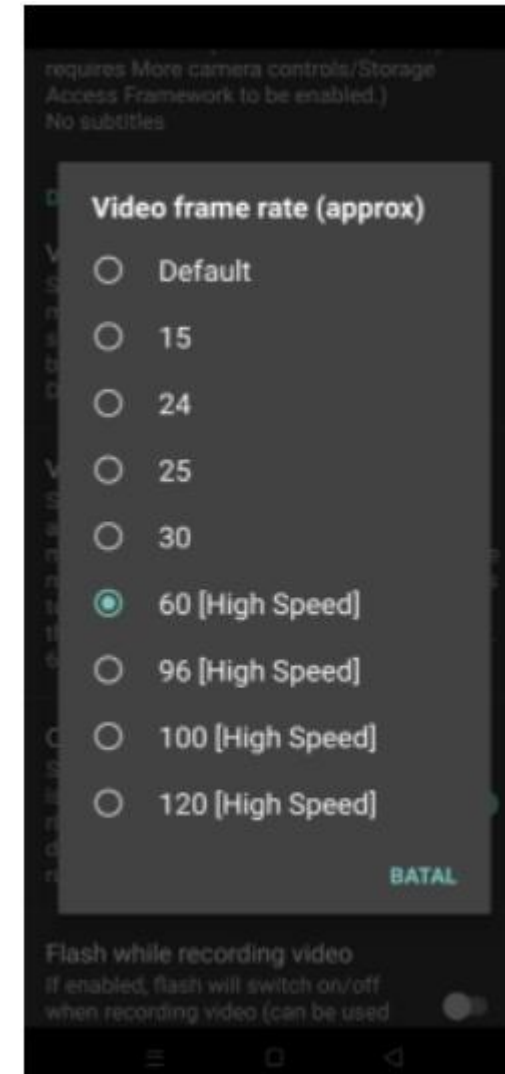 requires More camera controls/Storage
Access Framework to be enabled.)
No subtitles
Video frame rate (approx)
Default
15
24
25
30
60 [High Speed]
96 [High Speed]
100 [High Speed]
120 [High Speed]
BATAL
Flash while recording video
If enabled, flash will switch on/off
when recording video (can be used